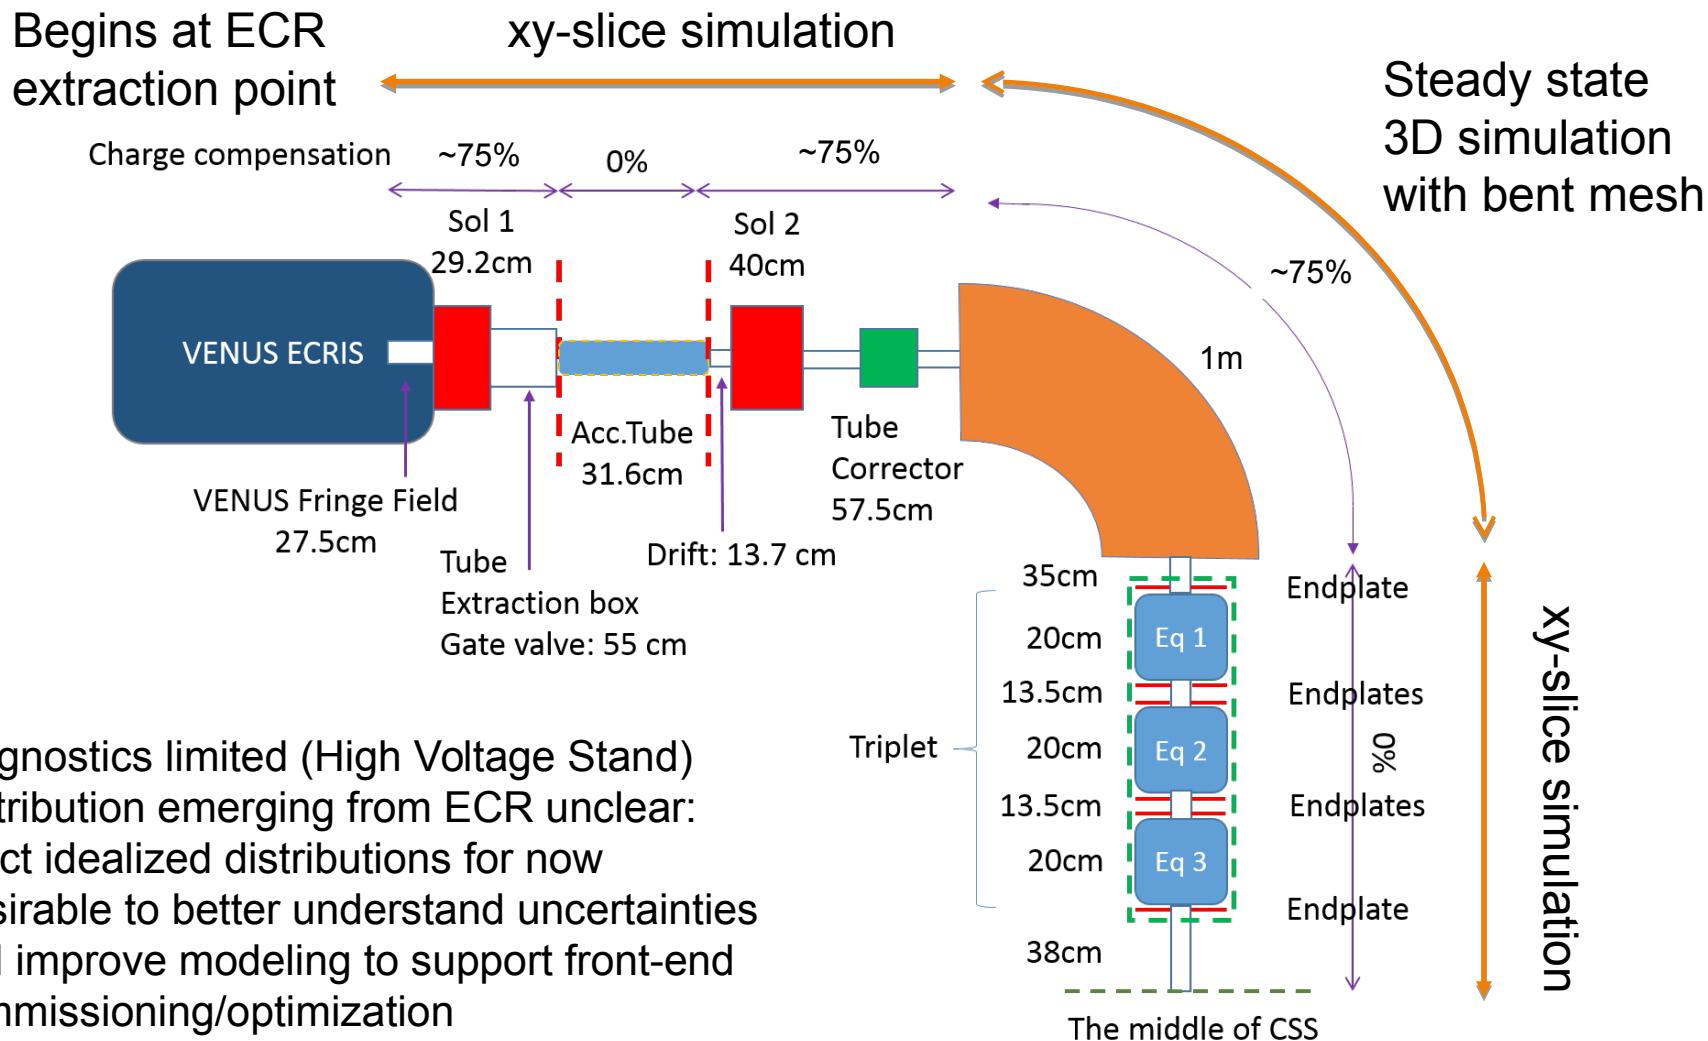 Begins at ECR
extraction point
xy-slice simulation
Steady state
3D simulation
with bent mesh
Charge compensation
~75%
0%
~75%
~75%
Sol 1
29.2cm
Sol 2
40cm
VENUS ECRIS
1m
Acc.Tube
31.6cm
Tube
Corrector
57.5cm
VENUS Fringe Field
27.5cm
Tube
Extraction box
Gate valve: 55 cm
Drift: 13.7 cm
35cm
Endplate
20cm
Eq 1
13.5cm
Endplates
Triplet
20cm
Eq 2
0%
13.5cm
Endplates
20cm
Eq 3
Endplate
38cm
The middle of CSS
xy-slice simulation
gnostics limited (High Voltage Stand)
tribution emerging from ECR unclear:
ct idealized distributions for now
sirable to better understand uncertainties
improve modeling to support front-end
mmissioning/optimization